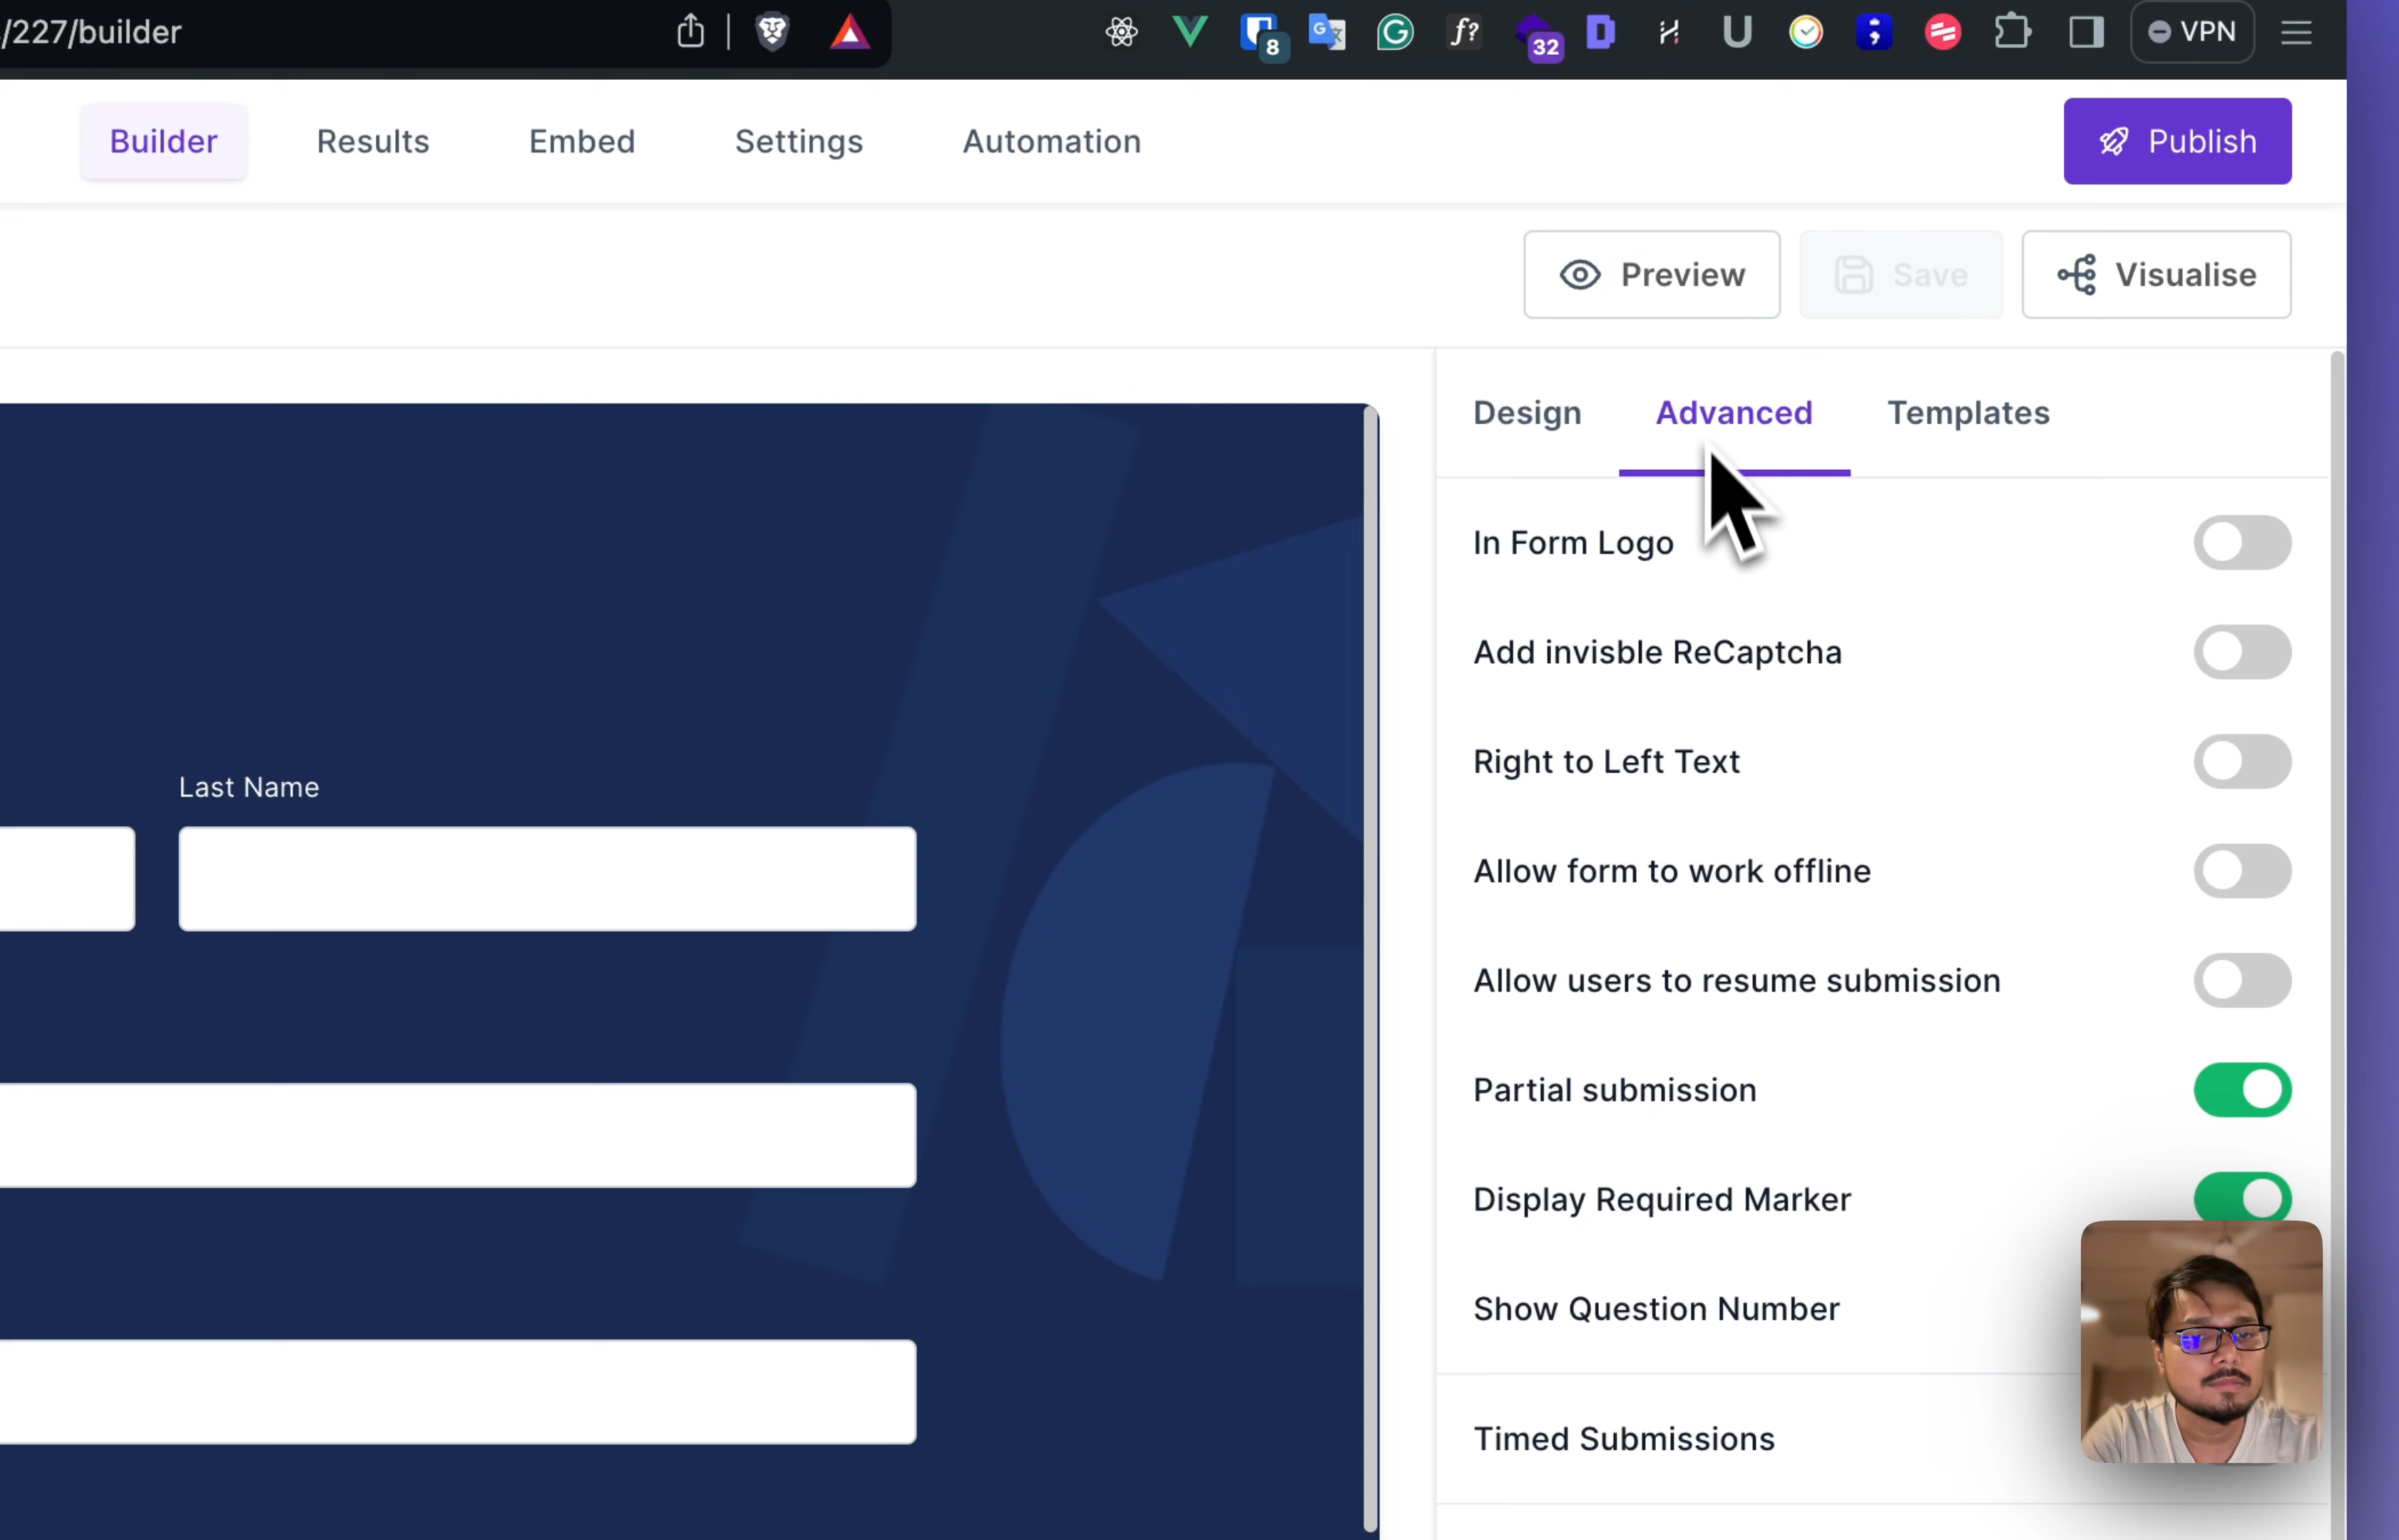 /227/builder
8
f?
32
D
U
VPN
Builder
Results
Embed
Settings
Automation
Publish
Preview
Save
Visualise
Design
Advanced
Templates
In Form Logo
Add invisble ReCaptcha
Right to Left Text
Last Name
Allow form to work offline
Allow users to resume submission
Partial submission
Display Required Marker
Show Question Number
Timed Submissions